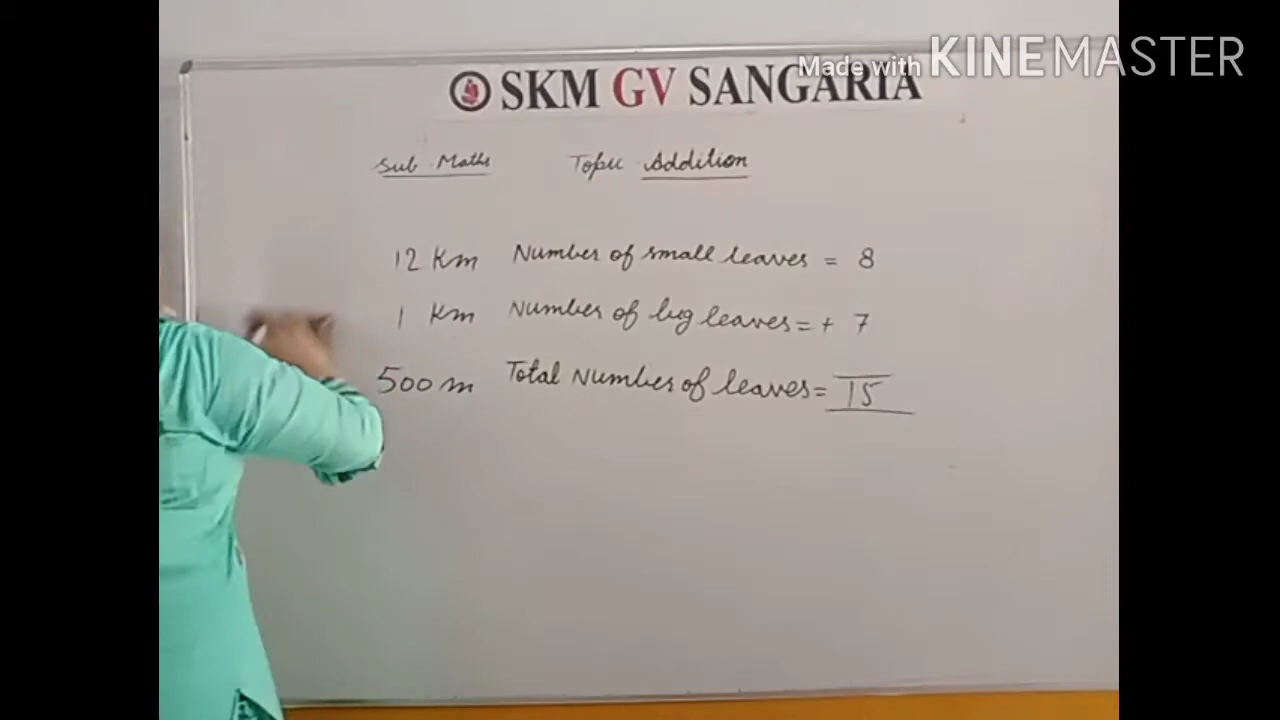 Made with KINEMASTER
SKM GV SANGARIA
Sub Maths Topic Addition
12 Km Number of small leaves = 8
1 Km Number of big leaves = + 7
500 m Total Number of leaves = 15